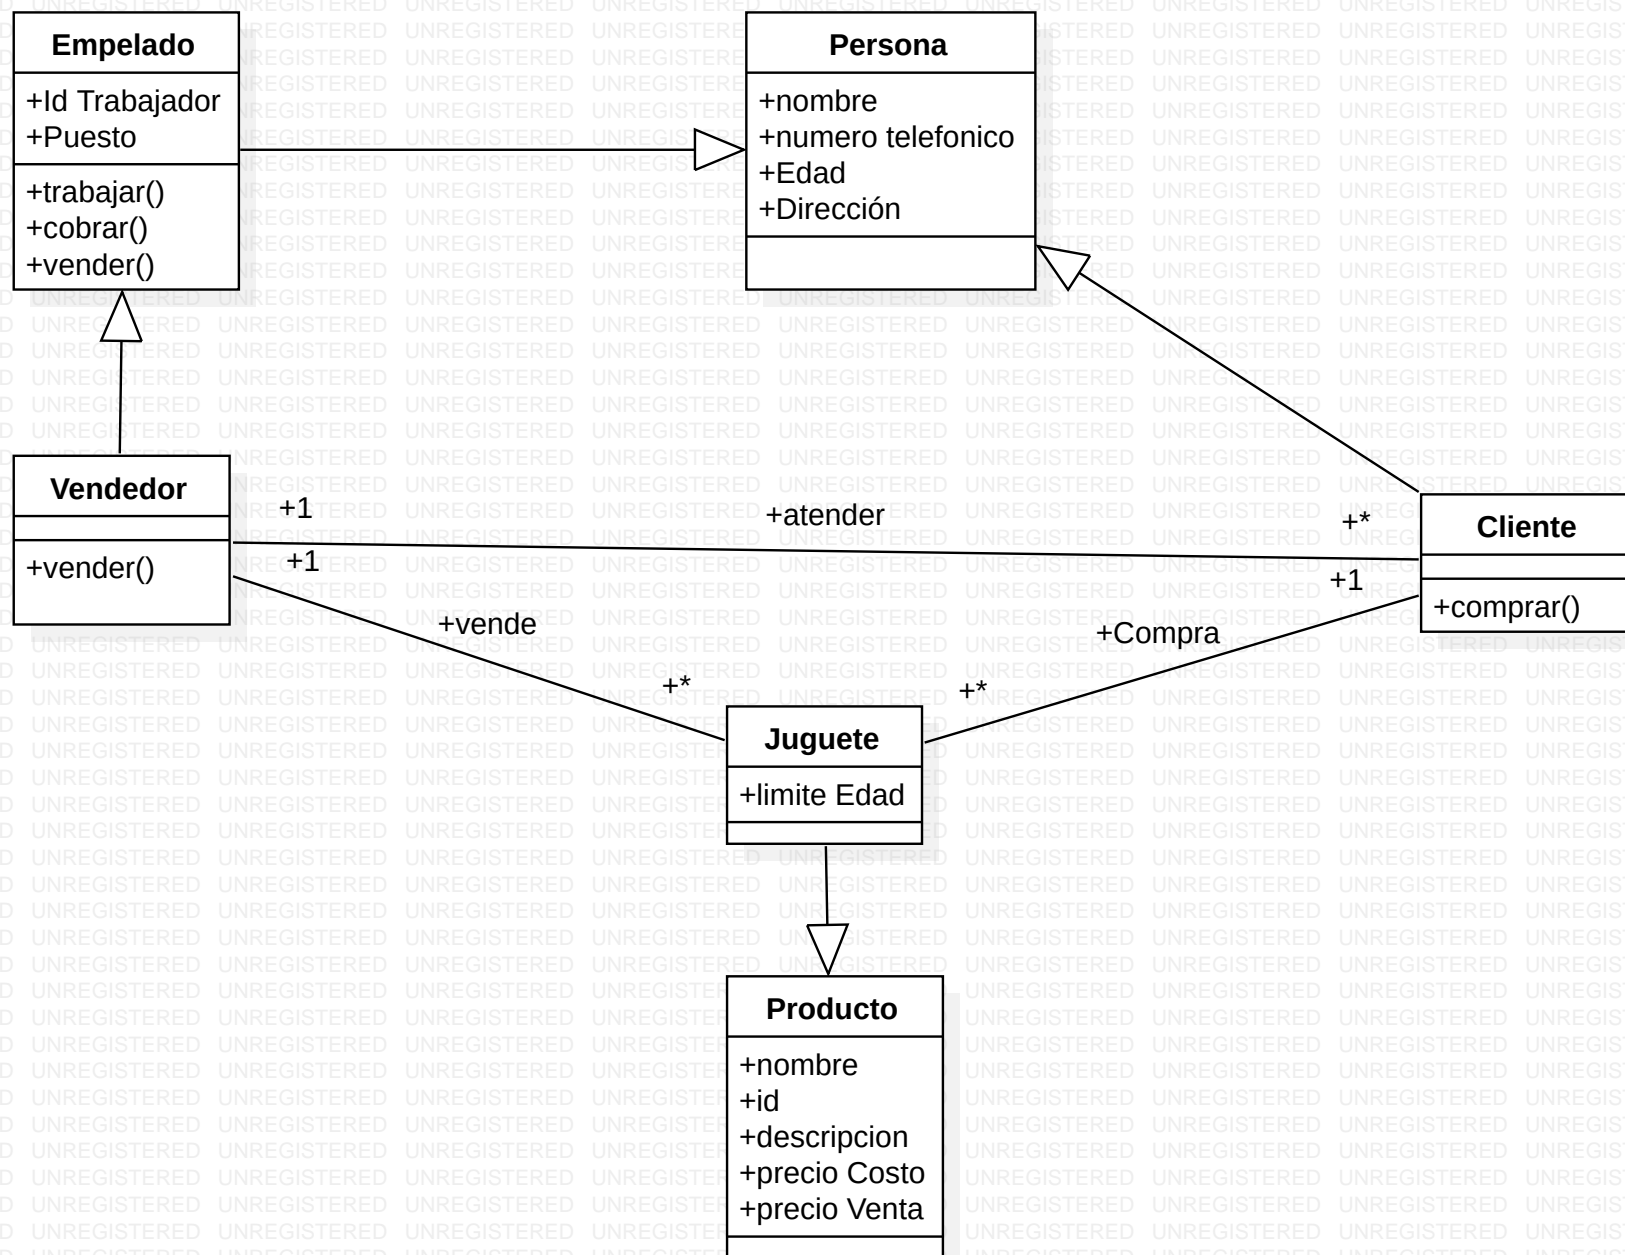 Empelado
+Id Trabajador
+Puesto
+trabajar()
+cobrar()
+vender()
Persona
+nombre
+numero telefonico
+Edad
+Dirección
Vendedor
+vender()
+1
+atender
+*
+1
+vende
+*
Cliente
+comprar()
+1
+Compra
+*
Juguete
+limite Edad
Producto
+nombre
+id
+descripcion
+precio Costo
+precio Venta
UNREGISTERED